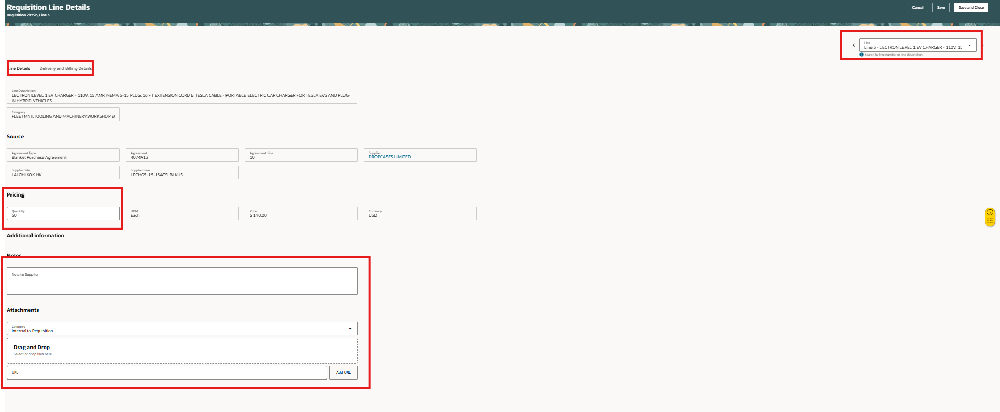 Requisition Line Details
Requisition 28396, Line 3
Cancel
Save
Save and Close
Line
Line 3 - LECTRON LEVEL 1 EV CHARGER - 110V, 15
Search by line number or line description.
Line Details
Delivery and Billing Details
Line Description
LECTRON LEVEL 1 EV CHARGER - 110V, 15 AMP, NEMA 5-15 PLUG, 16 FT EXTENSION CORD & TESLA CABLE - PORTABLE ELECTRIC CAR CHARGER FOR TESLA EVS AND PLUG-
IN HYBRID VEHICLES
Category
FLEETMNT.TOOLING AND MACHINERY.WORKSHOP E
Source
Agreement Type
Blanket Purchase Agreement
Agreement
4074913
Agreement Line
10
Supplier
DROPCASES LIMITED
Supplier Site
LAI CHI KOK HK
Supplier Item
LECHG5-15-15ATSLBLKUS
Pricing
Quantity
50
UOM
Each
Price
$ 140.00
Currency
USD
Additional information
Notes
Note to Supplier
Attachments
Category
Internal to Requisition
Drag and Drop
Select or drop files here.
URL
Add URL